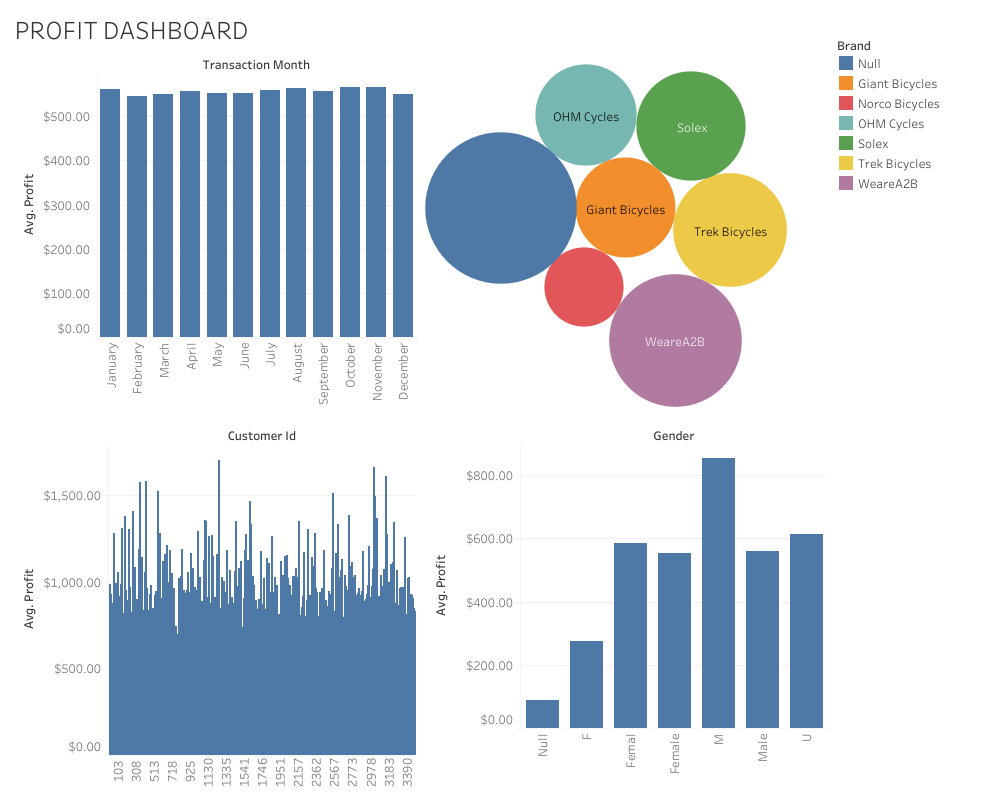 PROFIT DASHBOARD
Transaction Month
Avg. Profit
$500.00
$400.00
$300.00
$200.00
$100.00
$0.00
January
February
March
April
May
June
July
August
September
October
November
December
OHM Cycles
Solex
Giant Bicycles
Trek Bicycles
WeareA2B
Brand
Null
Giant Bicycles
Norco Bicycles
OHM Cycles
Solex
Trek Bicycles
WeareA2B
Customer Id
Avg. Profit
$1,500.00
$1,000.00
$500.00
$0.00
103
308
513
718
925
1130
1335
1541
1746
1951
2157
2362
2567
2773
2978
3183
3390
Gender
Avg. Profit
$800.00
$600.00
$400.00
$200.00
$0.00
Null
F
Femal
Female
M
Male
U